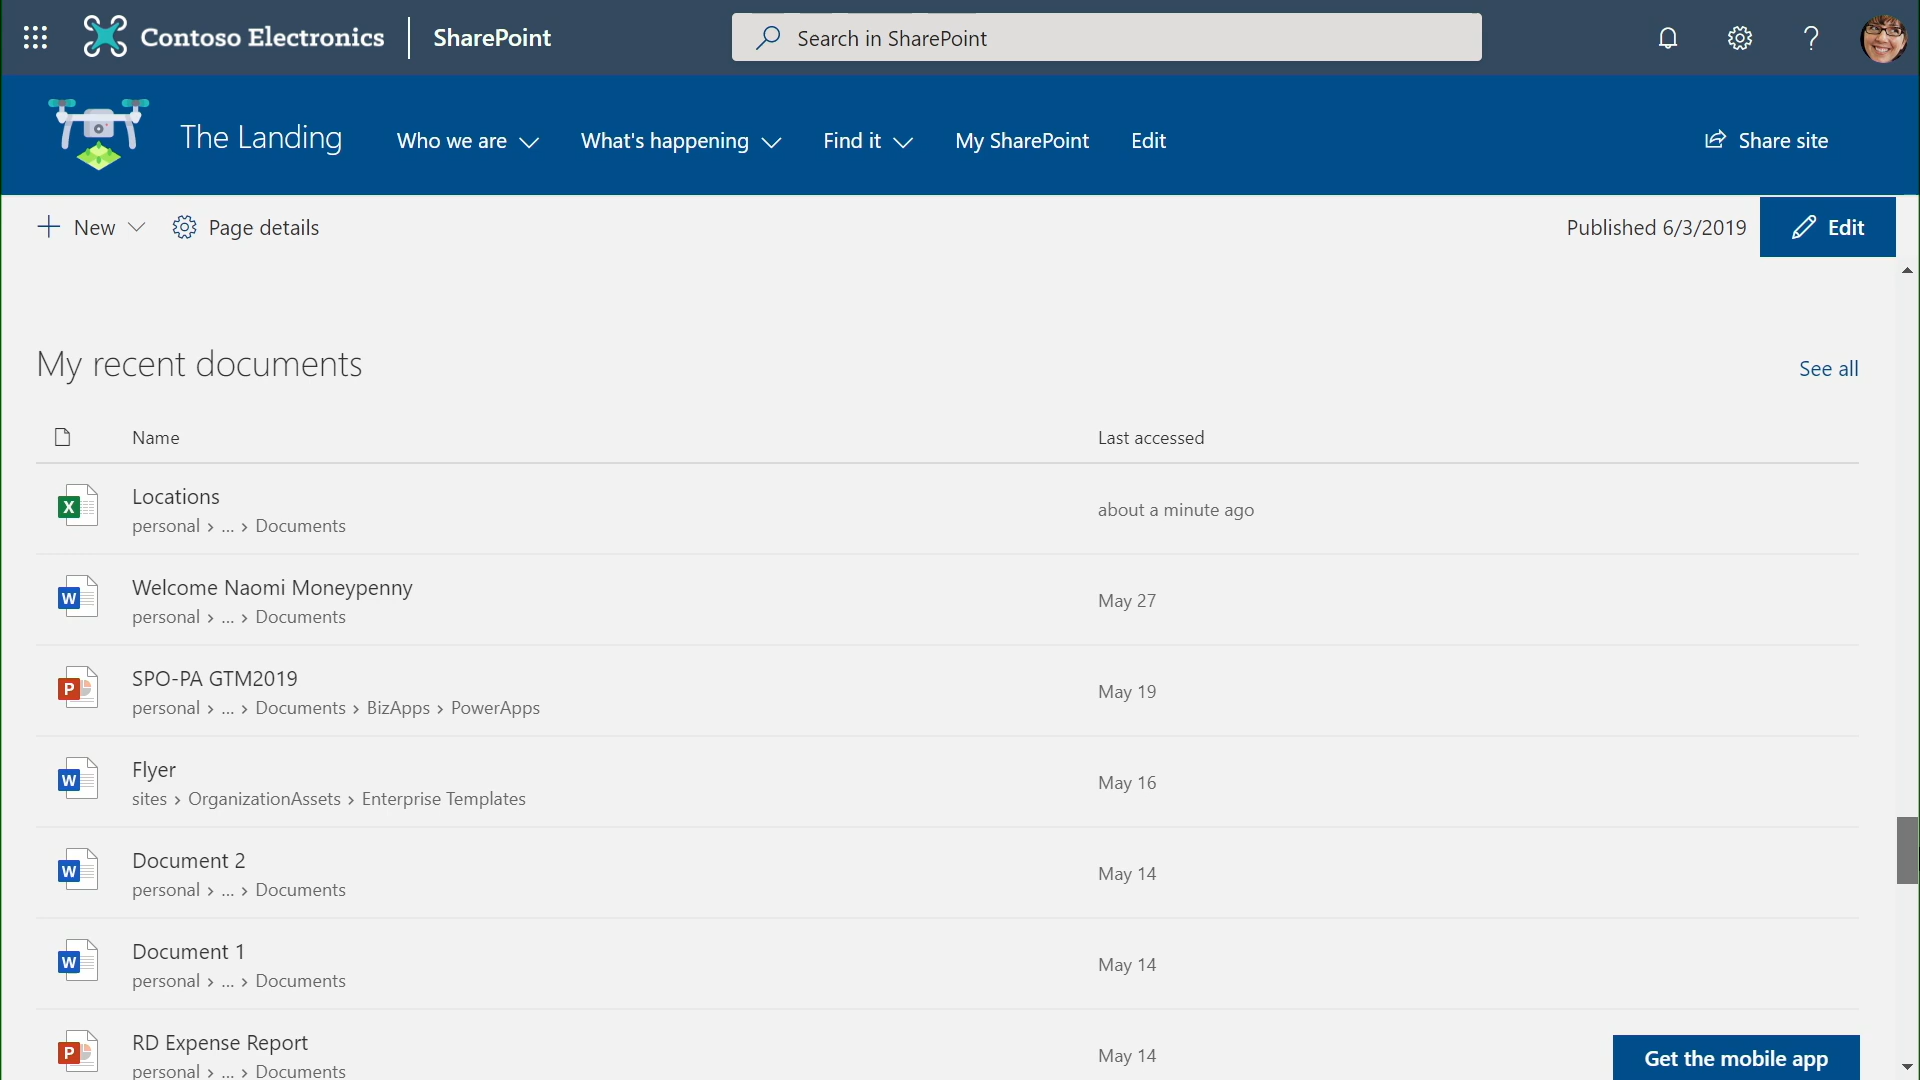 Contoso Electronics
SharePoint
Search in SharePoint
The Landing
Who we are
What's happening
Find it
My SharePoint
Edit
Share site
New
Page details
Published 6/3/2019
Edit
My recent documents
See all
Name
Last accessed
X
Locations
about a minute ago
personal › ... › Documents
W
Welcome Naomi Moneypenny
May 27
personal › ... › Documents
P
SPO-PA GTM2019
May 19
personal › ... › Documents › BizApps › PowerApps
W
Flyer
May 16
sites › OrganizationAssets › Enterprise Templates
W
Document 2
May 14
personal › ... › Documents
W
Document 1
May 14
personal › ... › Documents
P
RD Expense Report
May 14
personal › ... › Documents
Get the mobile app